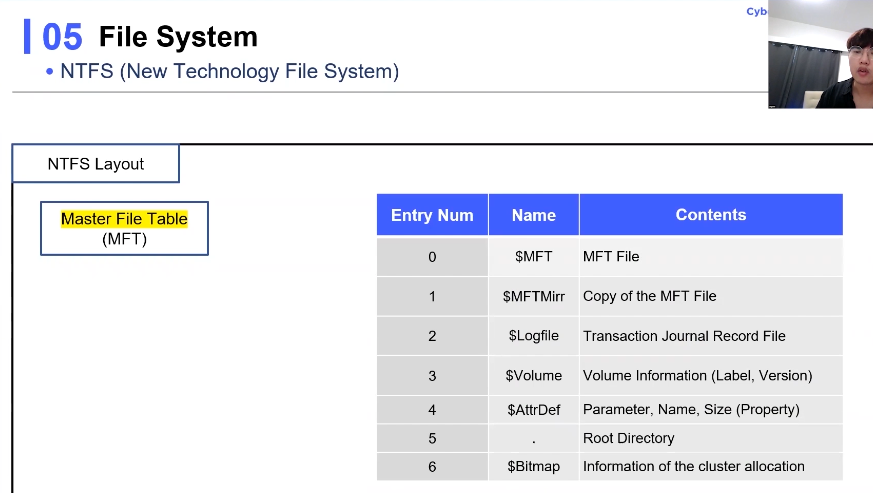 Cybe
05 File System
• NTFS (New Technology File System)
NTFS Layout
Master File Table
(MFT)
Entry Num Name Contents
0 $MFT MFT File
1 $MFTMirr Copy of the MFT File
2 $Logfile Transaction Journal Record File
3 $Volume Volume Information (Label, Version)
4 $AttrDef Parameter, Name, Size (Property)
5 . Root Directory
6 $Bitmap Information of the cluster allocation